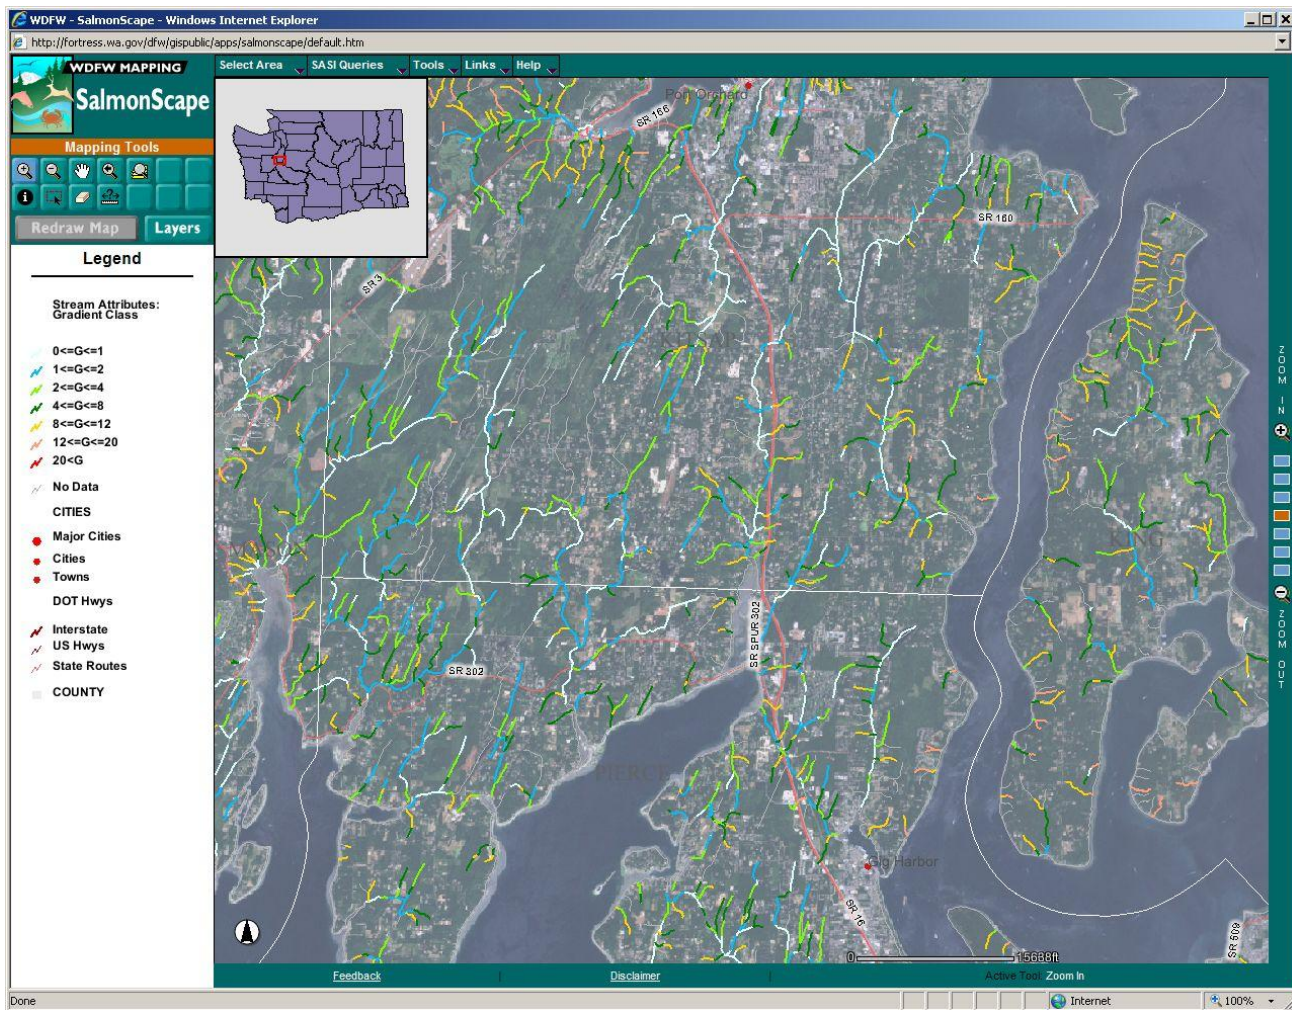 WDFW - SalmonScape - Windows Internet Explorer
http://fortress.wa.gov/dfw/gispublic/apps/salmonscape/default.htm
WDFW MAPPING
SalmonScape
Select Area
SASI Queries
Tools
Links
Help
Mapping Tools
Redraw Map
Layers
Legend
Stream Attributes:
Gradient Class
0<=G<=1
1<=G<=2
2<=G<=4
4<=G<=8
8<=G<=12
12<=G<=20
20<G
No Data
CITIES
Major Cities
Cities
Towns
DOT Hwys
Interstate
US Hwys
State Routes
COUNTY
Port Orchard
SR 166
SR 160
SR 3
KITSAP
MASON
KING
SR SPUR 302
SR 302
PIERCE
Gig Harbor
SR 16
SR 509
0
15688ft
ZOOM IN
ZOOM OUT
Feedback
|
Disclaimer
|
Active Tool: Zoom In
Done
Internet
100%